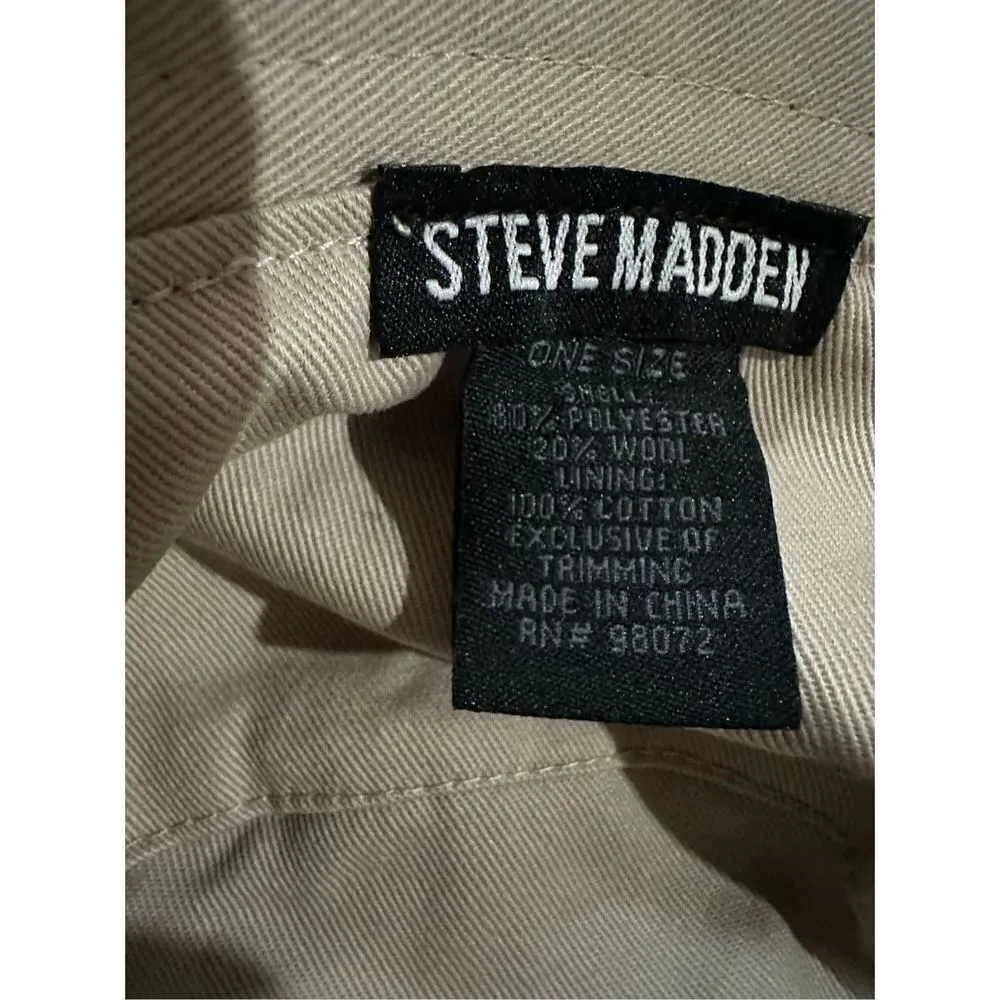 STEVE MADDEN
ONE SIZE
SHELL:
80% POLYESTER
20% WOOL
LINING:
100% COTTON
EXCLUSIVE OF
TRIMMING
MADE IN CHINA
RN# 98072